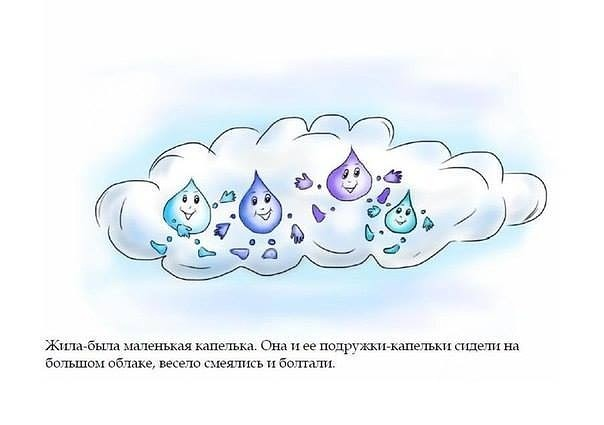 Жила-была маленькая капелька. Она и ее подружки-капельки сидели на
большом облаке, весело смеялись и болтали.